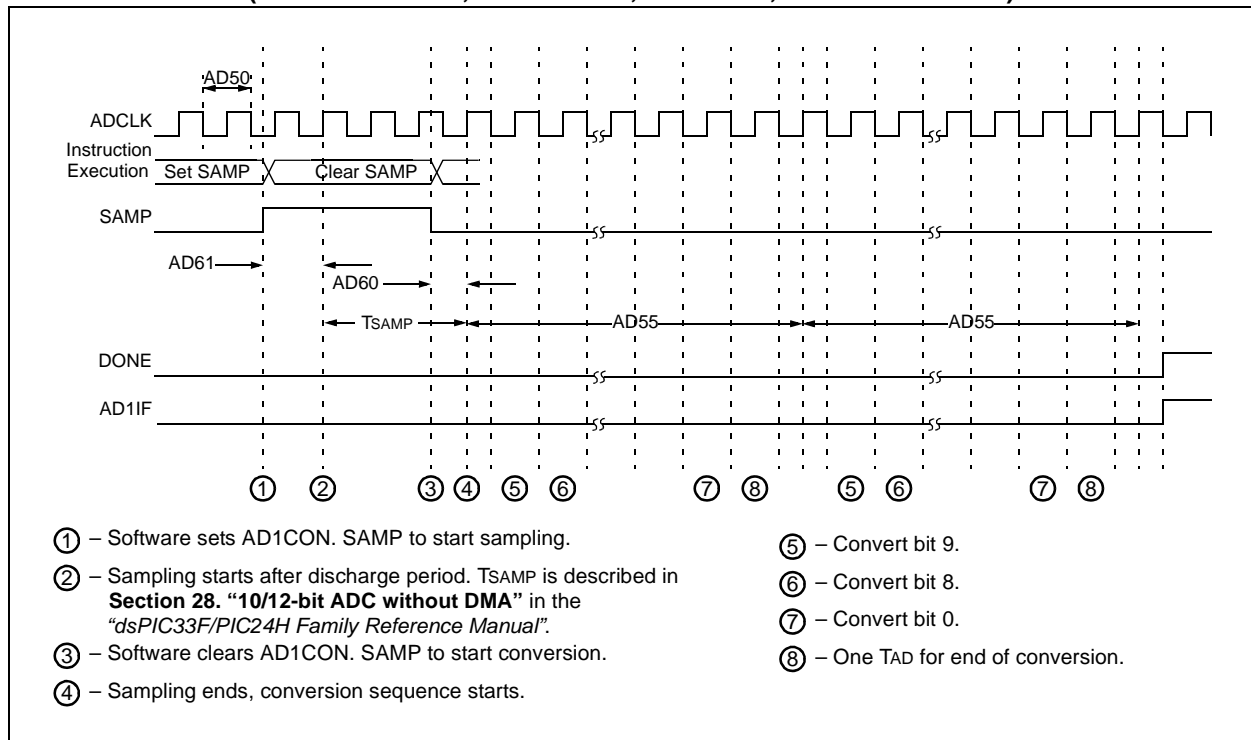 AD50
ADCLK
Instruction
Execution
Set SAMP
Clear SAMP
SAMP
AD61
AD60
TSAMP
AD55
AD55
DONE
AD1IF
1 2 3 4 5 6 7 8 5 6 7 8
1 – Software sets AD1CON. SAMP to start sampling.
2 – Sampling starts after discharge period. TSAMP is described in
Section 28. “10/12-bit ADC without DMA” in the
“dsPIC33F/PIC24H Family Reference Manual”.
3 – Software clears AD1CON. SAMP to start conversion.
4 – Sampling ends, conversion sequence starts.
5 – Convert bit 9.
6 – Convert bit 8.
7 – Convert bit 0.
8 – One TAD for end of conversion.